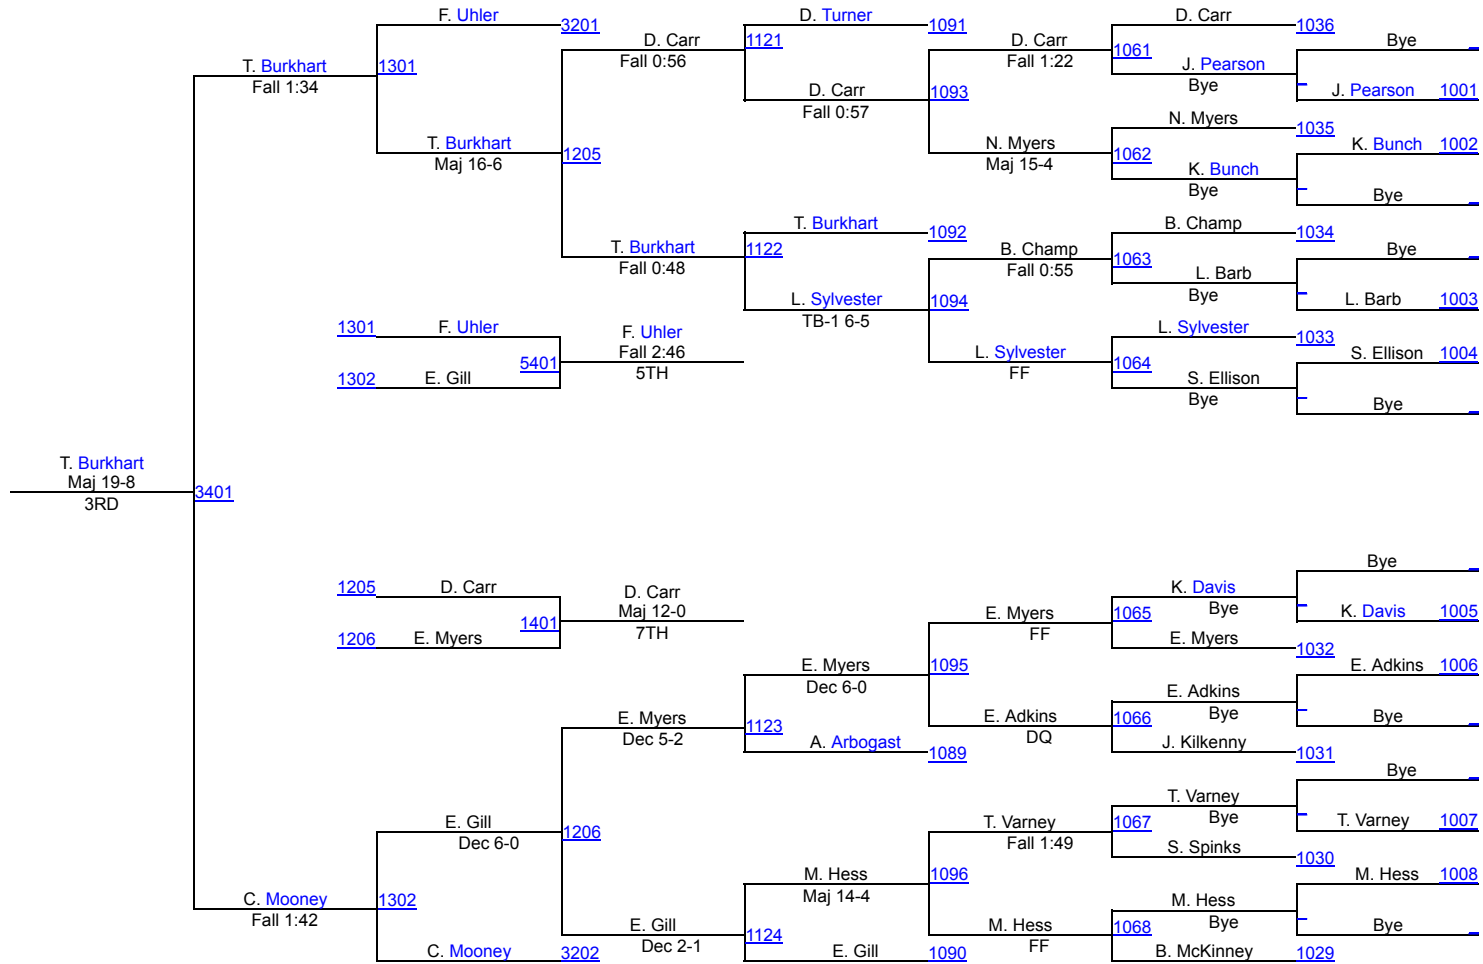 F. Uhler
3201
D. Turner
1091
D. Carr
1036
D. Carr
1121
D. Carr
1061
Bye
Fall 0:56
Fall 1:22
T. Burkhart
1301
J. Pearson
Fall 1:34
D. Carr
1093
Bye
J. Pearson 1001
Fall 0:57
N. Myers
1035
T. Burkhart
1205
N. Myers
1062
K. Bunch 1002
Maj 16-6
Maj 15-4
K. Bunch
Bye
Bye
T. Burkhart
1092
B. Champ
1034
T. Burkhart
1122
B. Champ
1063
Bye
Fall 0:48
Fall 0:55
L. Barb
L. Sylvester
1094
Bye
L. Barb 1003
TB-1 6-5
1301
F. Uhler
F. Uhler
L. Sylvester
1033
Fall 2:46
L. Sylvester
1064
S. Ellison 1004
5401
5TH
FF
1302
E. Gill
S. Ellison
Bye
Bye
T. Burkhart
Maj 19-8
3401
3RD
Bye
1205
D. Carr
D. Carr
K. Davis
Maj 12-0
E. Myers
1065
Bye
K. Davis 1005
1401
7TH
FF
1206
E. Myers
E. Myers
1032
E. Myers
1095
E. Adkins 1006
Dec 6-0
E. Adkins
E. Myers
1123
E. Adkins
1066
Bye
Bye
Dec 5-2
DQ
A. Arbogast
1089
J. Kilkenny
1031
Bye
T. Varney
E. Gill
1206
T. Varney
1067
Bye
T. Varney 1007
Dec 6-0
Fall 1:49
S. Spinks
1030
M. Hess
1096
M. Hess 1008
C. Mooney
1302
Maj 14-4
M. Hess
Fall 1:42
E. Gill
1124
M. Hess
1068
Bye
Bye
Dec 2-1
FF
C. Mooney
3202
E. Gill
1090
B. McKinney
1029